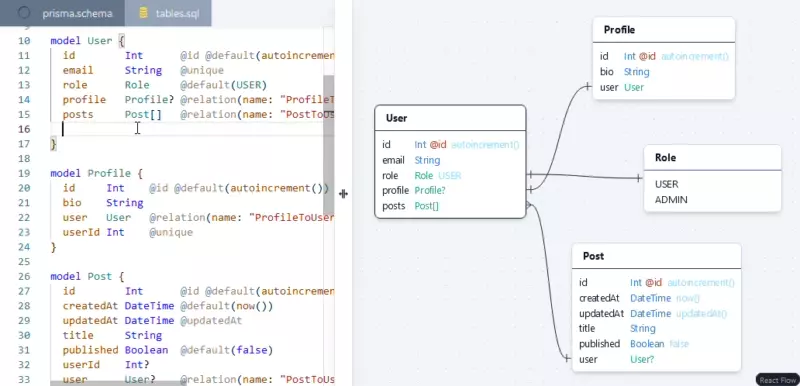 prisma.schema
tables.sql
9
10 model User {
11 id Int @id @default(autoincrement
12 email String @unique
13 role Role @default(USER)
14 profile Profile? @relation(name: "ProfileT
15 posts Post[] @relation(name: "PostToUs
16
17 }
18
19 model Profile {
20 id Int @id @default(autoincrement())
21 bio String
22 user User @relation(name: "ProfileToUser
23 userId Int @unique
24 }
25
26 model Post {
27 id Int @id @default(autoincremen
28 createdAt DateTime @default(now())
29 updatedAt DateTime @updatedAt
30 title String
31 published Boolean @default(false)
32 userId Int?
33 user User? @relation(name: "PostToUs
User
id Int @id autoincrement()
email String
role Role USER
profile Profile?
posts Post[]
Profile
id Int @id autoincrement()
bio String
user User
Role
USER
ADMIN
Post
id Int @id autoincrement()
createdAt DateTime now()
updatedAt DateTime updatedAt()
title String
published Boolean false
user User?
React Flow